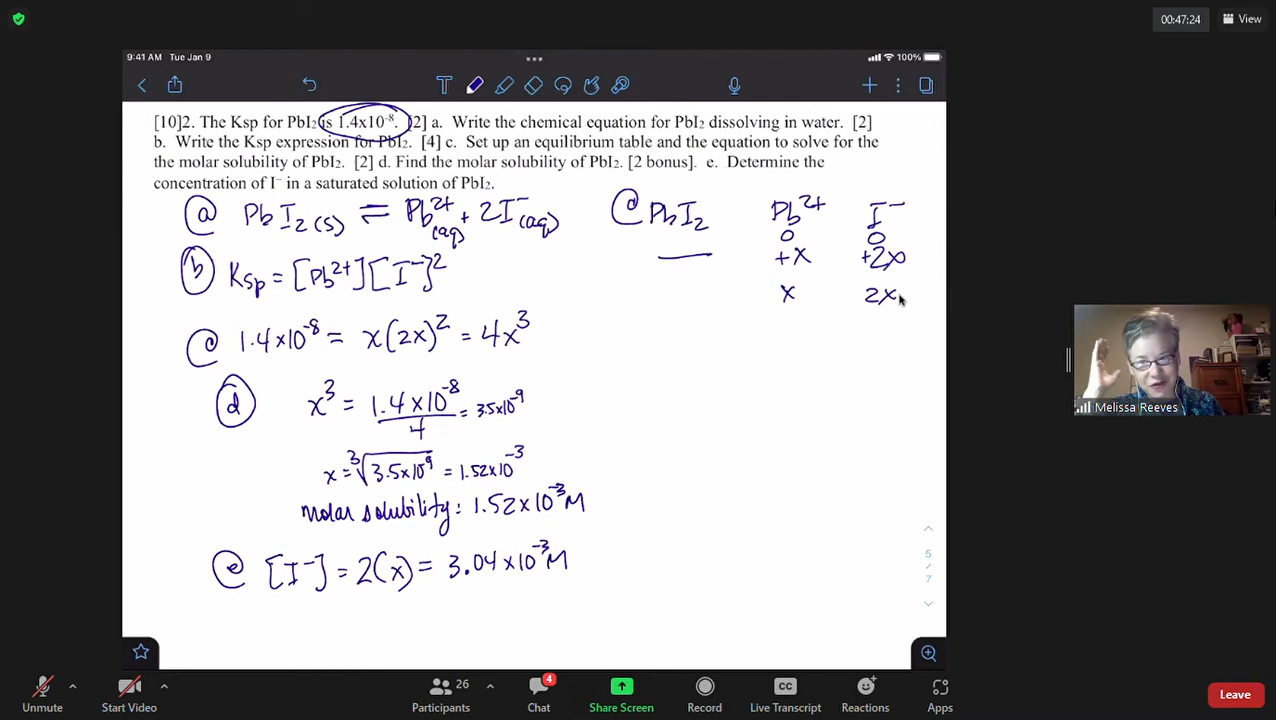 00:47:24
View
9:41 AM Tue Jan 9
100%
[10]2. The Ksp for PbI₂ is 1.4x10⁻⁸. [2] a. Write the chemical equation for PbI₂ dissolving in water. [2]
b. Write the Ksp expression for PbI₂. [4] c. Set up an equilibrium table and the equation to solve for the
the molar solubility of PbI₂. [2] d. Find the molar solubility of PbI₂. [2 bonus]. e. Determine the
concentration of I⁻ in a saturated solution of PbI₂.
ⓐ PbI₂(s) ⇌ Pb²⁺(aq) + 2I⁻(aq)
ⓑ Ksp = [Pb²⁺][I⁻]²
ⓒ 1.4x10⁻⁸ = x(2x)² = 4x³
ⓓ x³ = 1.4x10⁻⁸/4 = 3.5x10⁻⁹
x = ³√3.5x10⁻⁹ = 1.52x10⁻³
molar solubility: 1.52x10⁻³M
ⓔ [I⁻] = 2(x) = 3.04x10⁻³M
ⓒ PbI₂ Pb²⁺ I⁻
0 0
— +x +2x
x 2x
5
/
7
Melissa Reeves
Unmute
Start Video
26
Participants
4
Chat
Share Screen
Record
CC
Live Transcript
Reactions
Apps
Leave